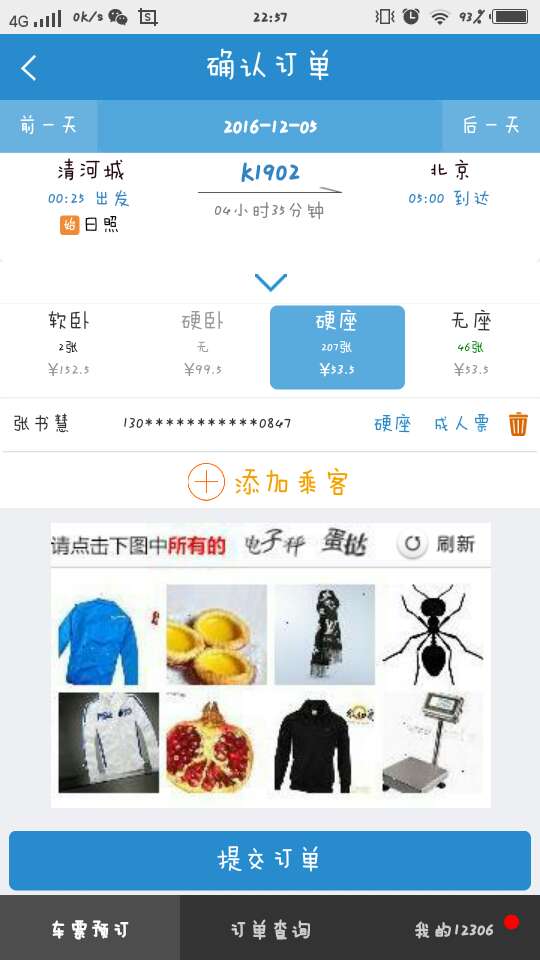 4G 0K/s 22:57 93%
确认订单
前一天 2016-12-05 后一天
清河城 K1902 北京
00:25 出发 04小时35分钟 05:00 到达
始 日照
软卧 硬卧 硬座 无座
2张 无 207张 46张
¥152.5 ¥99.5 ¥53.5 ¥53.5
张书慧 130***********0847 硬座 成人票
添加乘客
请点击下图中所有的 电子秤 蛋挞 刷新
提交订单
车票预订 订单查询 我的12306